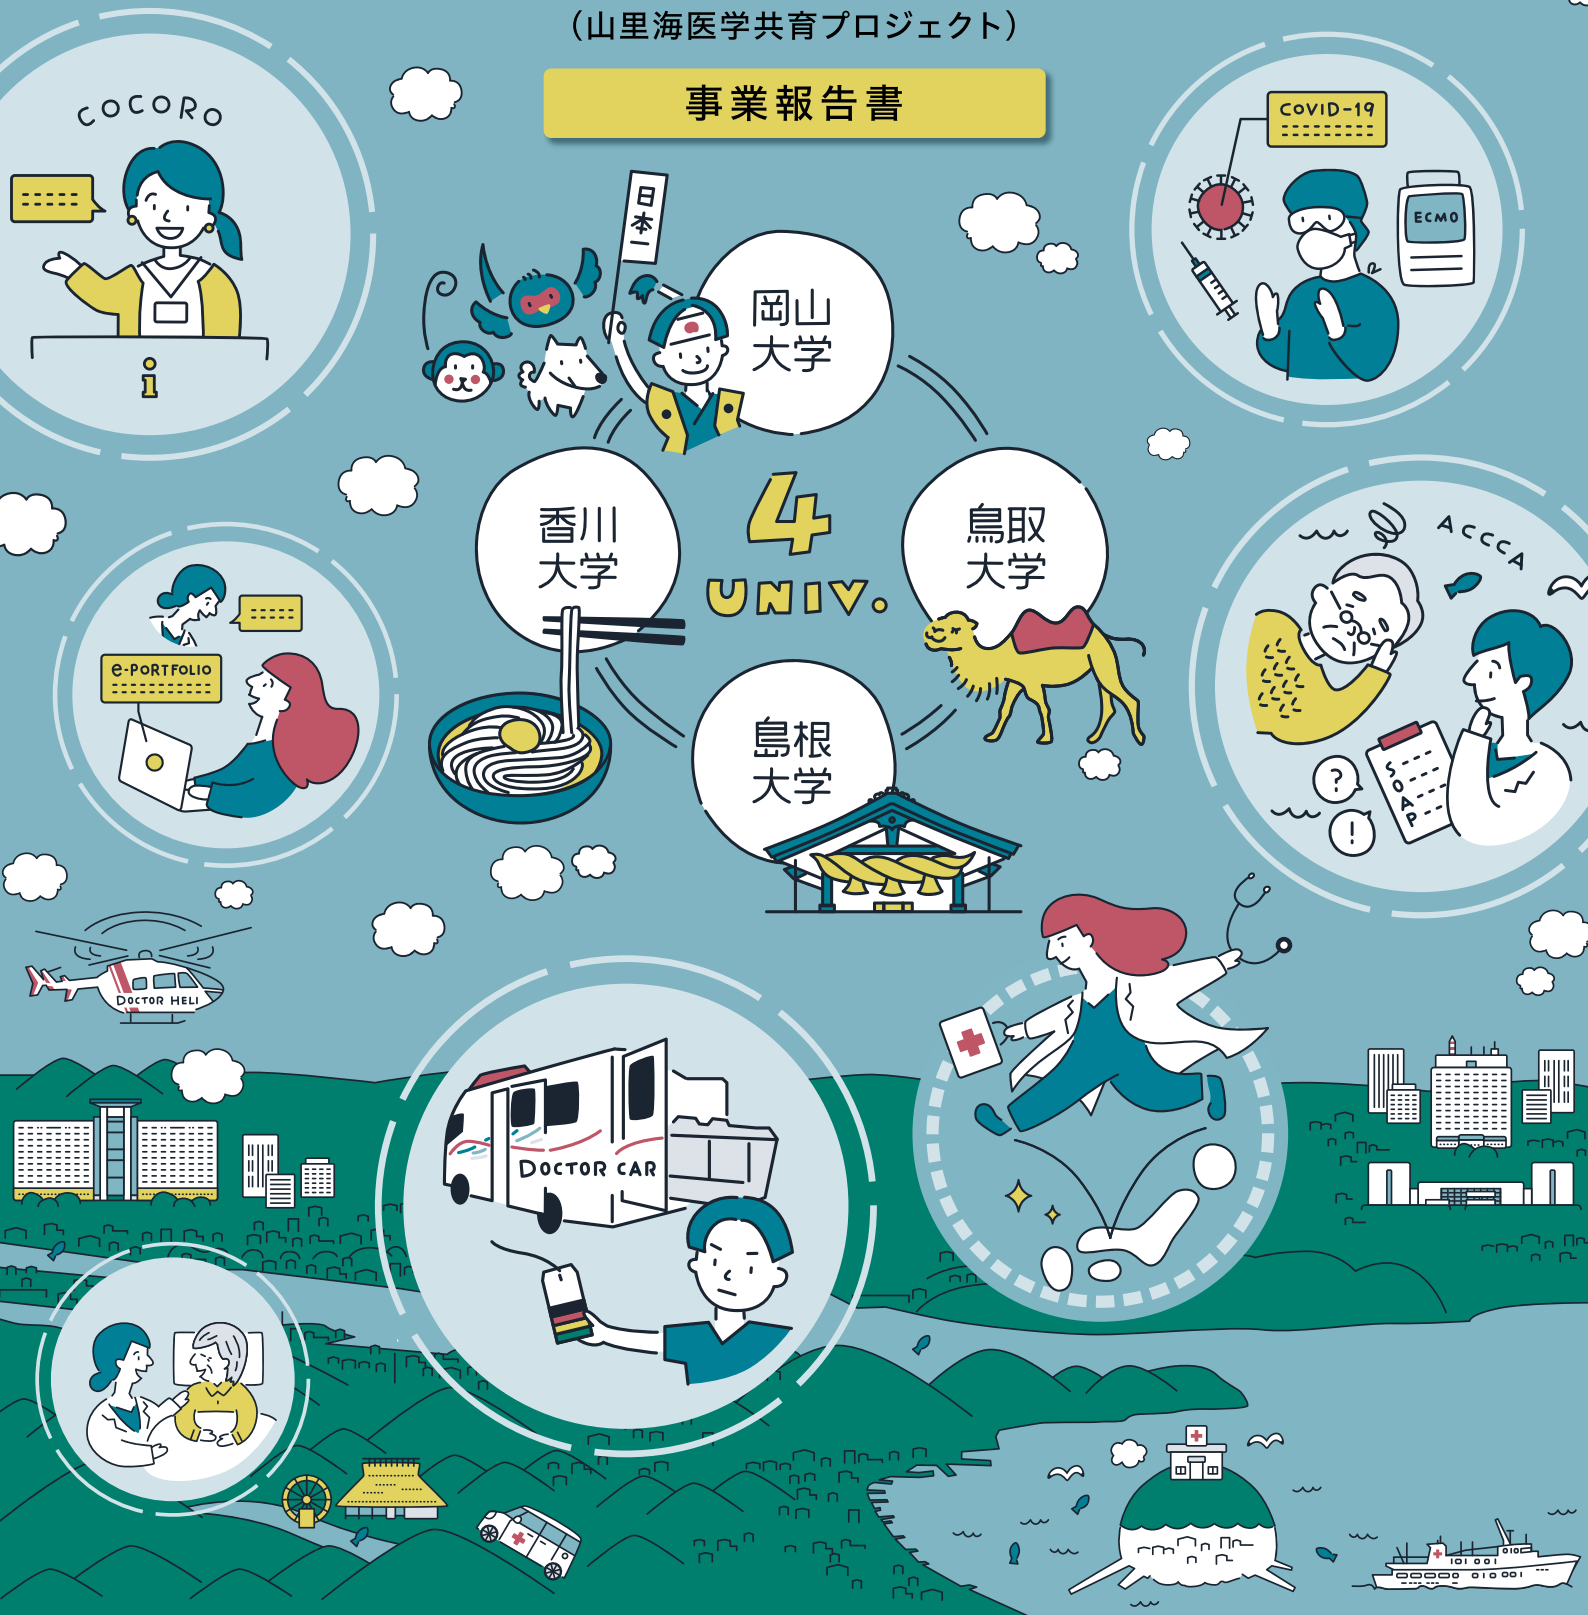 （山里海医学共育プロジェクト）
事業報告書
COCORO
i
COVID-19
ECMO
日本一
岡山
大学
香川
大学
4
UNIV.
鳥取
大学
島根
大学
e-PORTFOLIO
ACCCA
SOAP
?
!
DOCTOR HELI
DOCTOR CAR